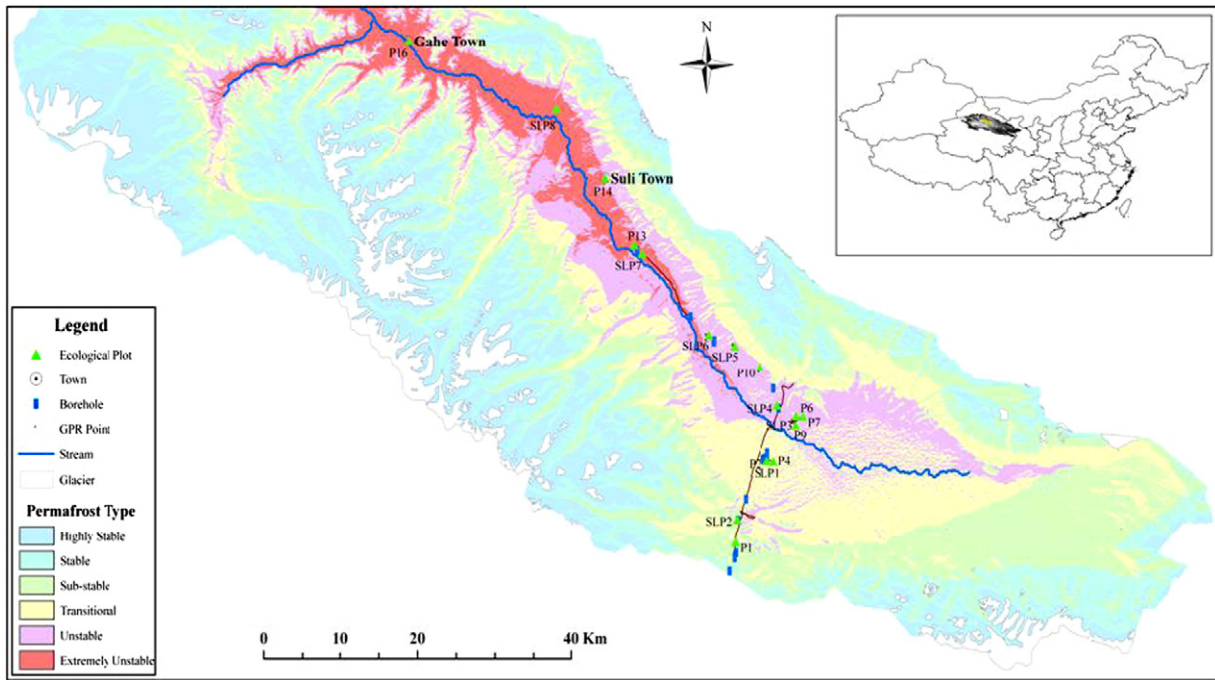 N
Gahe Town
P16
SLP8
Suli Town
P14
P13
SLP7
SLP6
SLP5
P10
SLP4
P6
SLP3
P7
P9
P4
SLP1
SLP2
P1
Legend
Ecological Plot
Town
Borehole
GPR Point
Stream
Glacier
Permafrost Type
Highly Stable
Stable
Sub-stable
Transitional
Unstable
Extremely Unstable
0 10 20 40 Km